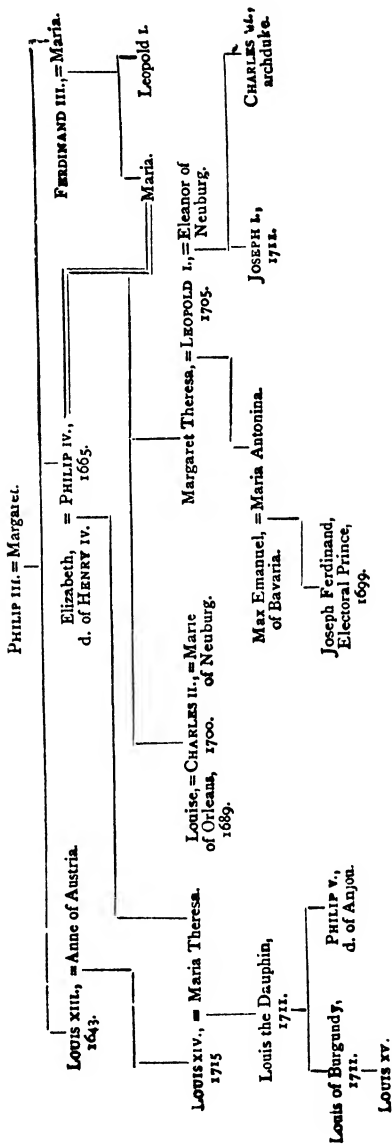 PHILIP III. = Margaret.
LOUIS XIII., = Anne of Austria.
1643.
Elizabeth, = PHILIP IV.,
d. of HENRY IV. 1665.
FERDINAND III., = Maria.
Maria. Leopold I.
LOUIS XIV., = Maria Theresa.
1715
Louise, = CHARLES II., = Marie
of Orleans, 1700. of Neuburg.
1689.
Margaret Theresa, = LEOPOLD I., = Eleanor of
1705. Neuburg.
Louis the Dauphin,
1711.
Max Emanuel, = Maria Antonina.
of Bavaria.
JOSEPH I.,
1711.
CHARLES
archduke.
Louis of Burgundy,
1711.
PHILIP V.,
d. of Anjou.
Joseph Ferdinand,
Electoral Prince,
1699.
LOUIS XV.